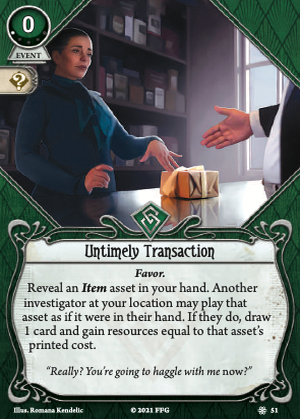 0
EVENT
?
Untimely Transaction
Favor.
Reveal an Item asset in your hand. Another
investigator at your location may play that
asset as if it were in their hand. If they do, draw
1 card and gain resources equal to that asset's
printed cost.
"Really? You're going to haggle with me now?"
Illus. Romana Kendelic © 2021 FFG 51